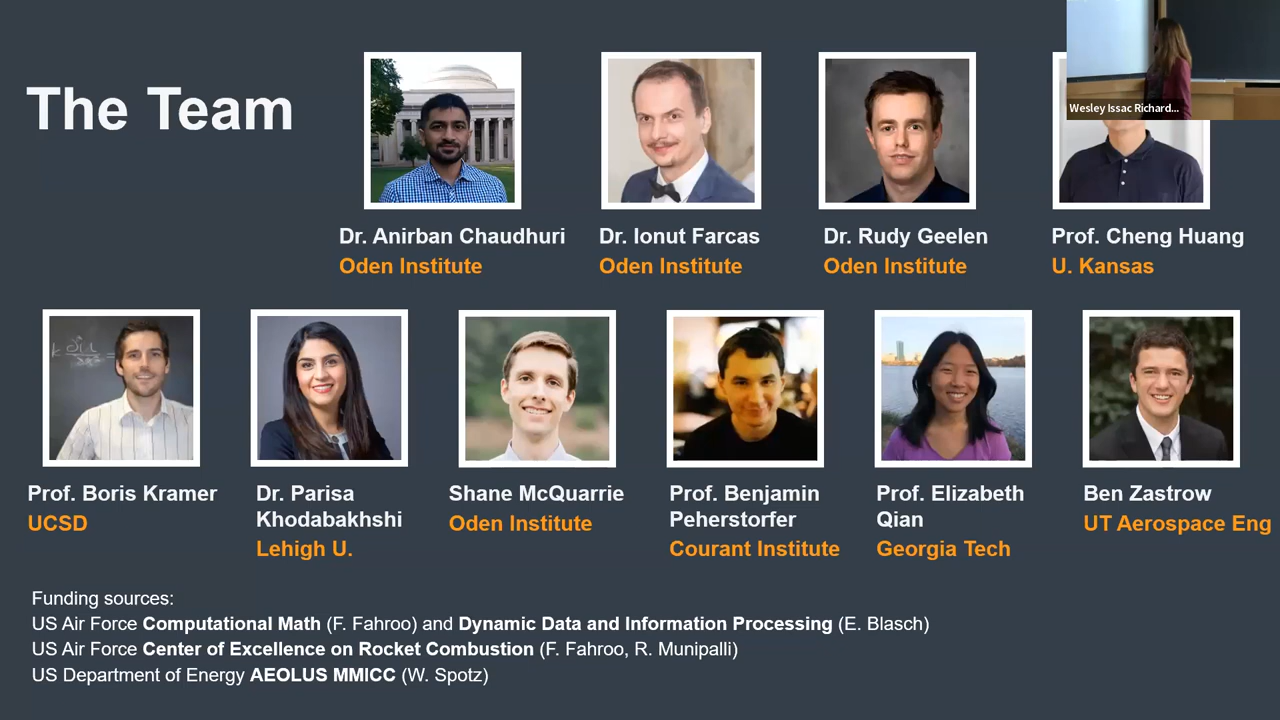 The Team
Wesley Issac Richard...
Dr. Anirban Chaudhuri
Oden Institute
Dr. Ionut Farcas
Oden Institute
Dr. Rudy Geelen
Oden Institute
Prof. Cheng Huang
U. Kansas
Prof. Boris Kramer
UCSD
Dr. Parisa
Khodabakhshi
Lehigh U.
Shane McQuarrie
Oden Institute
Prof. Benjamin
Peherstorfer
Courant Institute
Prof. Elizabeth
Qian
Georgia Tech
Ben Zastrow
UT Aerospace Eng
Funding sources:
US Air Force Computational Math (F. Fahroo) and Dynamic Data and Information Processing (E. Blasch)
US Air Force Center of Excellence on Rocket Combustion (F. Fahroo, R. Munipalli)
US Department of Energy AEOLUS MMICC (W. Spotz)